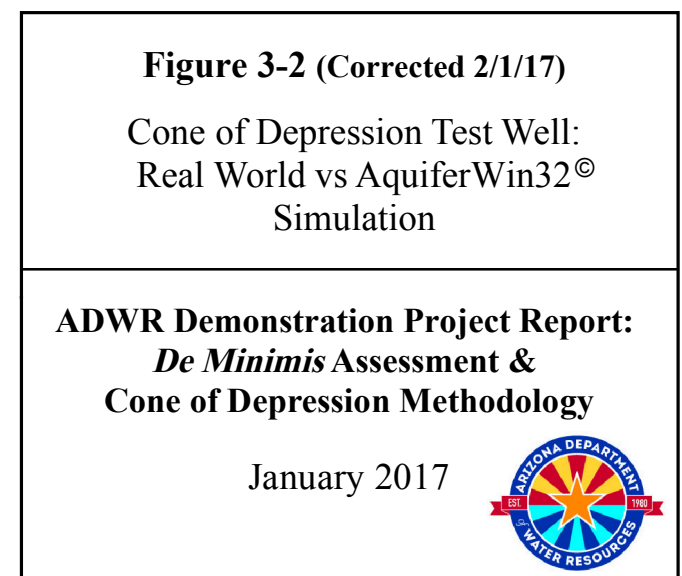 Figure 3-2 (Corrected 2/1/17)
Cone of Depression Test Well:
Real World vs AquiferWin32©
Simulation
ADWR Demonstration Project Report:
De Minimis Assessment &
Cone of Depression Methodology
January 2017
ARIZONA DEPARTMENT
EST. 1980
WATER RESOURCES